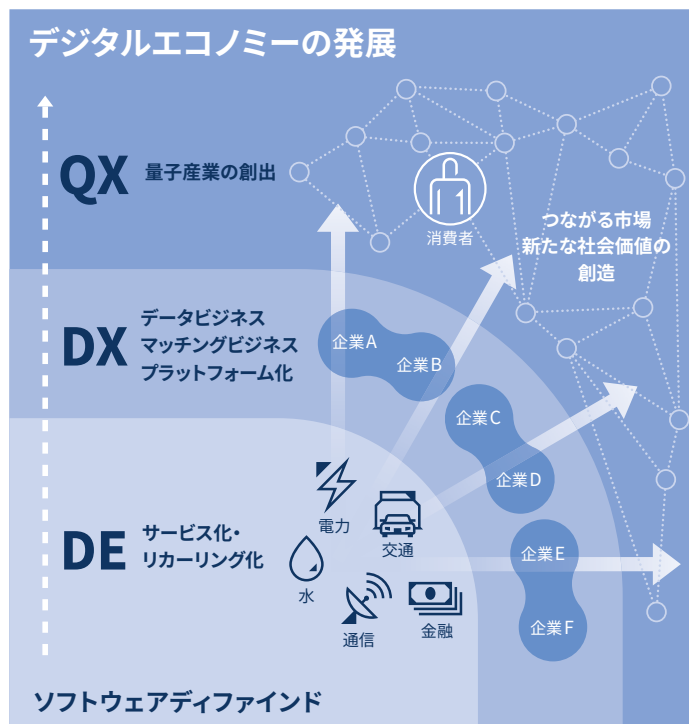 デジタルエコノミーの発展
QX
量子産業の創出
消費者
つながる市場
新たな社会価値の
創造
DX
データビジネス
マッチングビジネス
プラットフォーム化
企業A
企業B
企業C
企業D
DE
サービス化・
リカーリング化
電力
交通
水
通信
金融
企業E
企業F
ソフトウェアディファインド